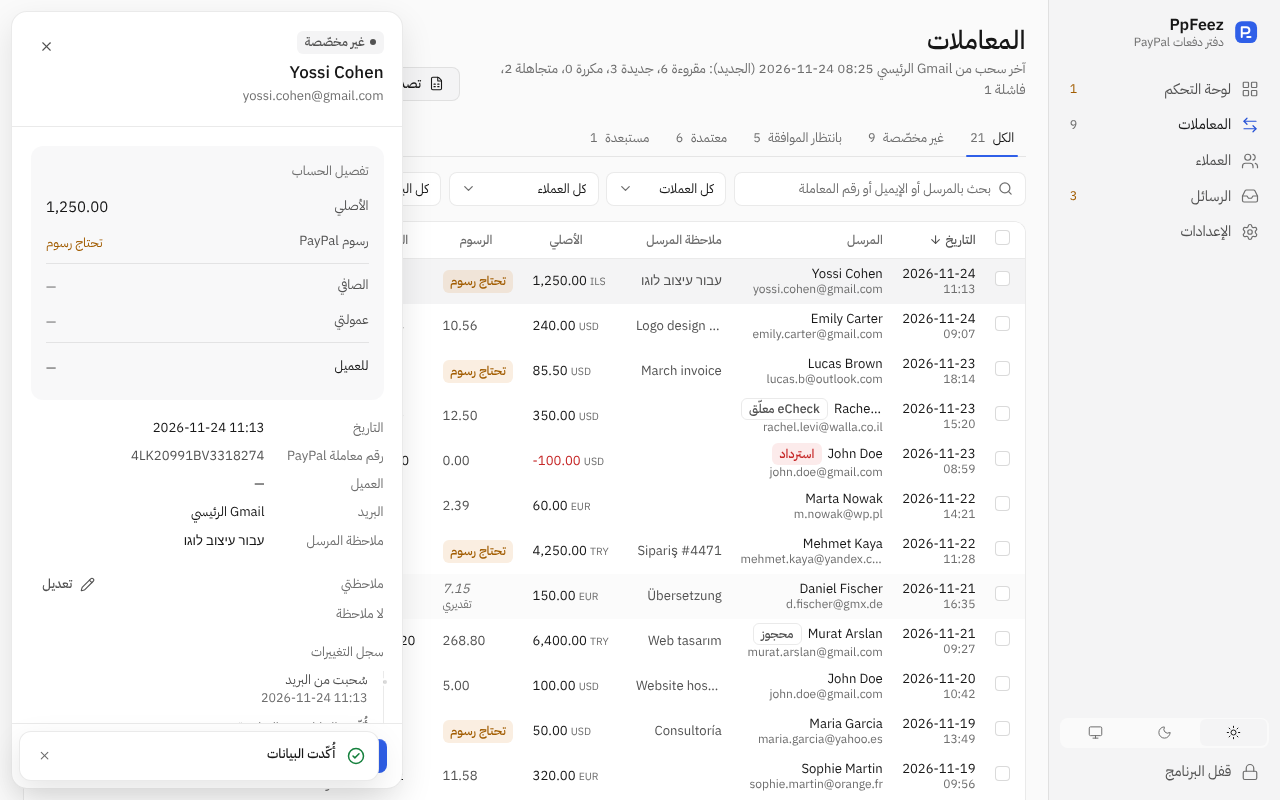 PpFeez
دفتر دفعات PayPal
لوحة التحكم 1
المعاملات 9
العملاء
الرسائل 3
الإعدادات
قفل البرنامج
المعاملات
آخر سحب من Gmail الرئيسي 08:25 24-11-2026 (الجديد): مقروءة 6، جديدة 3، مكررة 0، متجاهلة 2،
فاشلة 1
الكل 21 غير مخصّصة 9 بانتظار الموافقة 5 معتمدة 6 مستبعدة 1
بحث بالمرسل أو الإيميل أو رقم المعاملة
كل العملات
كل العملاء
التاريخ المرسل ملاحظة المرسل الأصلي الرسوم
2026-11-24 Yossi Cohen עבור עיצוב לוגו 1,250.00 ILS تحتاج رسوم
11:13 yossi.cohen@gmail.com
2026-11-24 Emily Carter Logo design ... 240.00 USD 10.56
09:07 emily.carter@gmail.com
2026-11-23 Lucas Brown March invoice 85.50 USD تحتاج رسوم
18:14 lucas.b@outlook.com
2026-11-23 Rache... eCheck معلّق 350.00 USD 12.50
15:20 rachel.levi@walla.co.il
2026-11-23 John Doe استرداد -100.00 USD 0.00
08:59 john.doe@gmail.com
2026-11-22 Marta Nowak 60.00 EUR 2.39
14:21 m.nowak@wp.pl
2026-11-22 Mehmet Kaya Sipariş #4471 4,250.00 TRY تحتاج رسوم
11:28 mehmet.kaya@yandex.c...
2026-11-21 Daniel Fischer Übersetzung 150.00 EUR 7.15
16:35 d.fischer@gmx.de تقديري
2026-11-21 Murat Arslan محجوز Web tasarım 6,400.00 TRY 268.80
09:27 murat.arslan@gmail.com
2026-11-20 John Doe Website hos... 100.00 USD 5.00
10:42 john.doe@gmail.com
2026-11-19 Maria Garcia Consultoría 50.00 USD تحتاج رسوم
13:49 maria.garcia@yahoo.es
2026-11-19 Sophie Martin 320.00 EUR 11.58
09:56 sophie.martin@orange.fr
غير مخصّصة
Yossi Cohen
yossi.cohen@gmail.com
تفصيل الحساب
الأصلي 1,250.00
رسوم PayPal تحتاج رسوم
الصافي —
عمولتي —
للعميل —
التاريخ 2026-11-24 11:13
رقم معاملة PayPal 4LK20991BV3318274
العميل —
البريد Gmail الرئيسي
ملاحظة المرسل עבור עיצוב לוגו
ملاحظتي تعديل
لا ملاحظة
سجل التغييرات
سُحبت من البريد
2026-11-24 11:13
أُكّدت البيانات